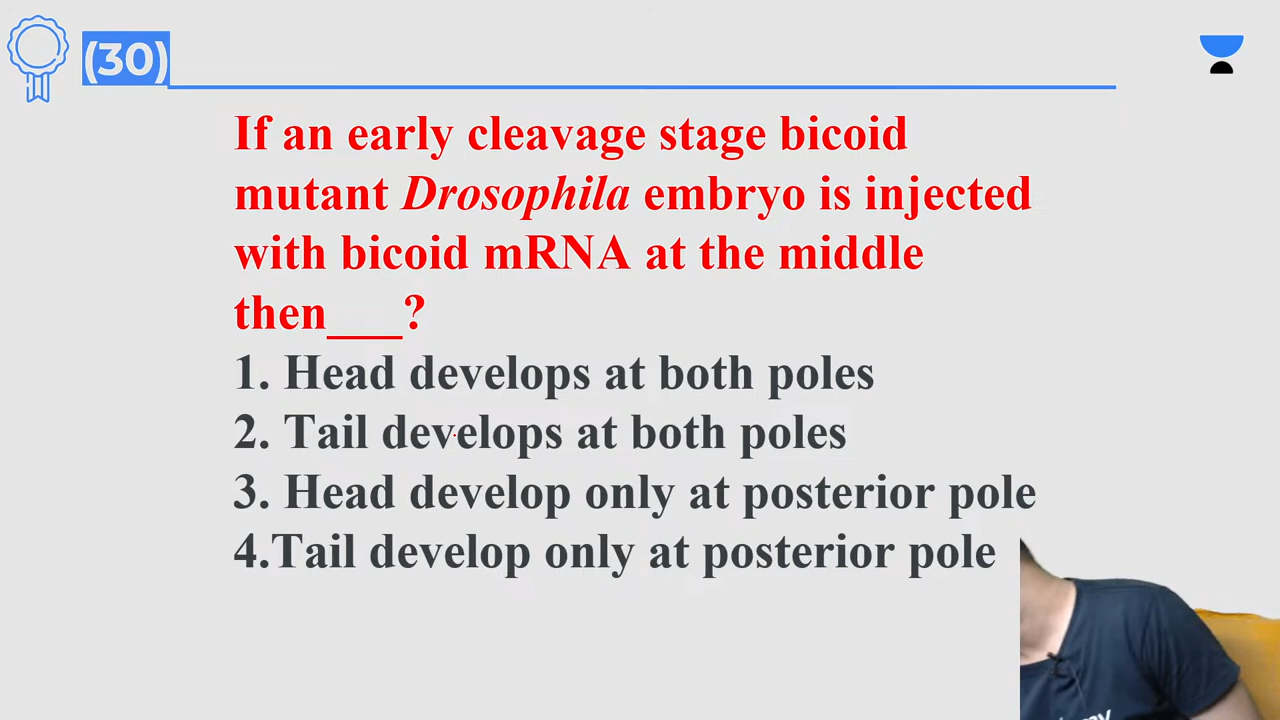 (30)
If an early cleavage stage bicoid
mutant Drosophila embryo is injected
with bicoid mRNA at the middle
then___?
1. Head develops at both poles
2. Tail develops at both poles
3. Head develop only at posterior pole
4.Tail develop only at posterior pole